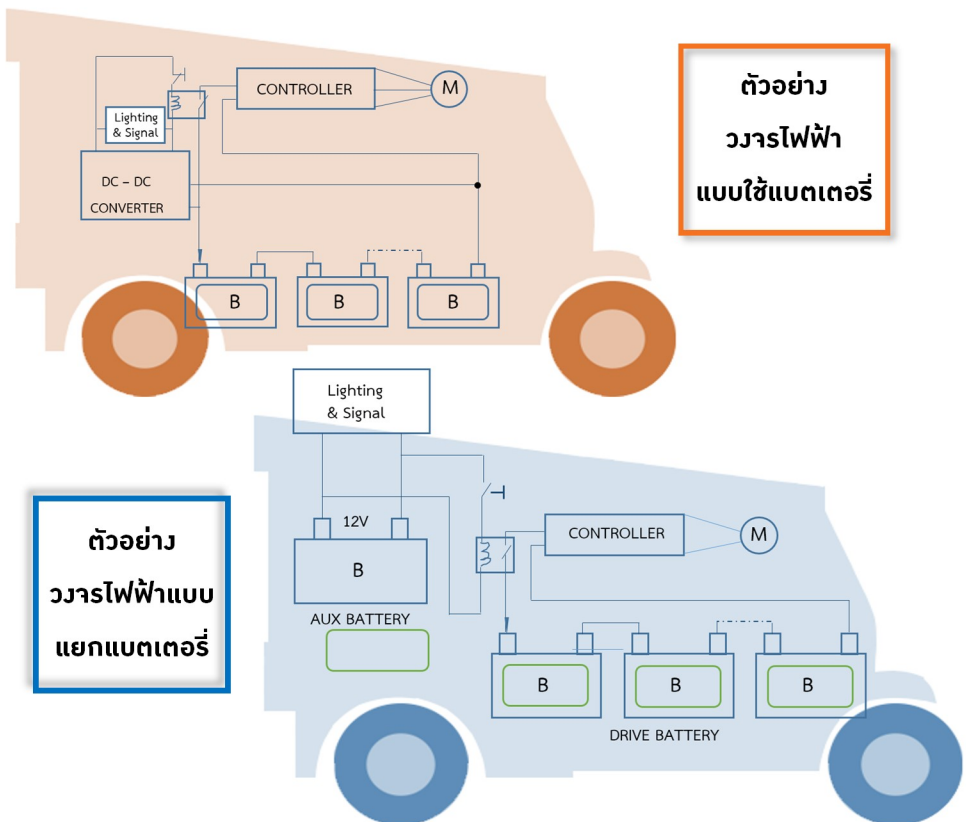 ตัวอย่าง
วงจรไฟฟ้า
แบบใช้แบตเตอรี่
CONTROLLER
M
Lighting
& Signal
DC – DC
CONVERTER
B
B
B
Lighting
& Signal
ตัวอย่าง
วงจรไฟฟ้าแบบ
แยกแบตเตอรี่
12V
B
AUX BATTERY
CONTROLLER
M
B
B
B
DRIVE BATTERY